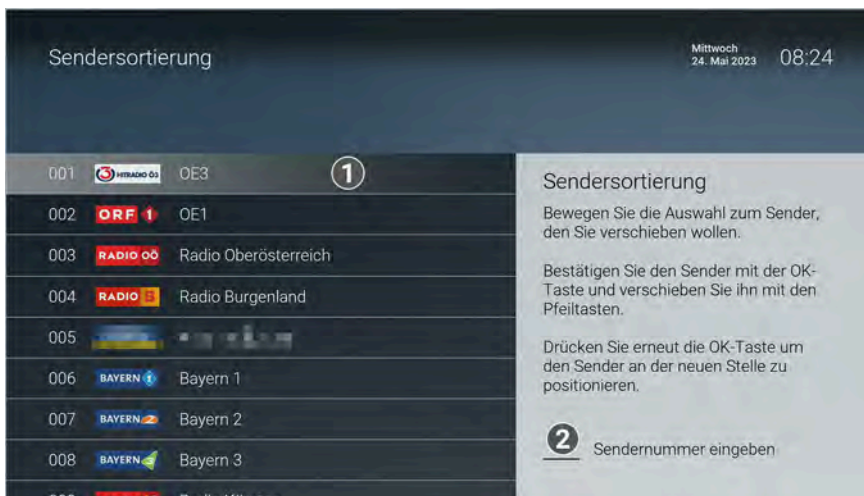 Sendersortierung
Mittwoch
24. Mai 2023
08:24
001 3 HITRADIO Ö3 OE3
1
002 ORF 1 OE1
003 RADIO OÖ Radio Oberösterreich
004 RADIO B Radio Burgenland
005
006 BAYERN 1 Bayern 1
007 BAYERN 2 Bayern 2
008 BAYERN 3 Bayern 3
Sendersortierung
Bewegen Sie die Auswahl zum Sender,
den Sie verschieben wollen.
Bestätigen Sie den Sender mit der OK-
Taste und verschieben Sie ihn mit den
Pfeiltasten.
Drücken Sie erneut die OK-Taste um
den Sender an der neuen Stelle zu
positionieren.
2 Sendernummer eingeben